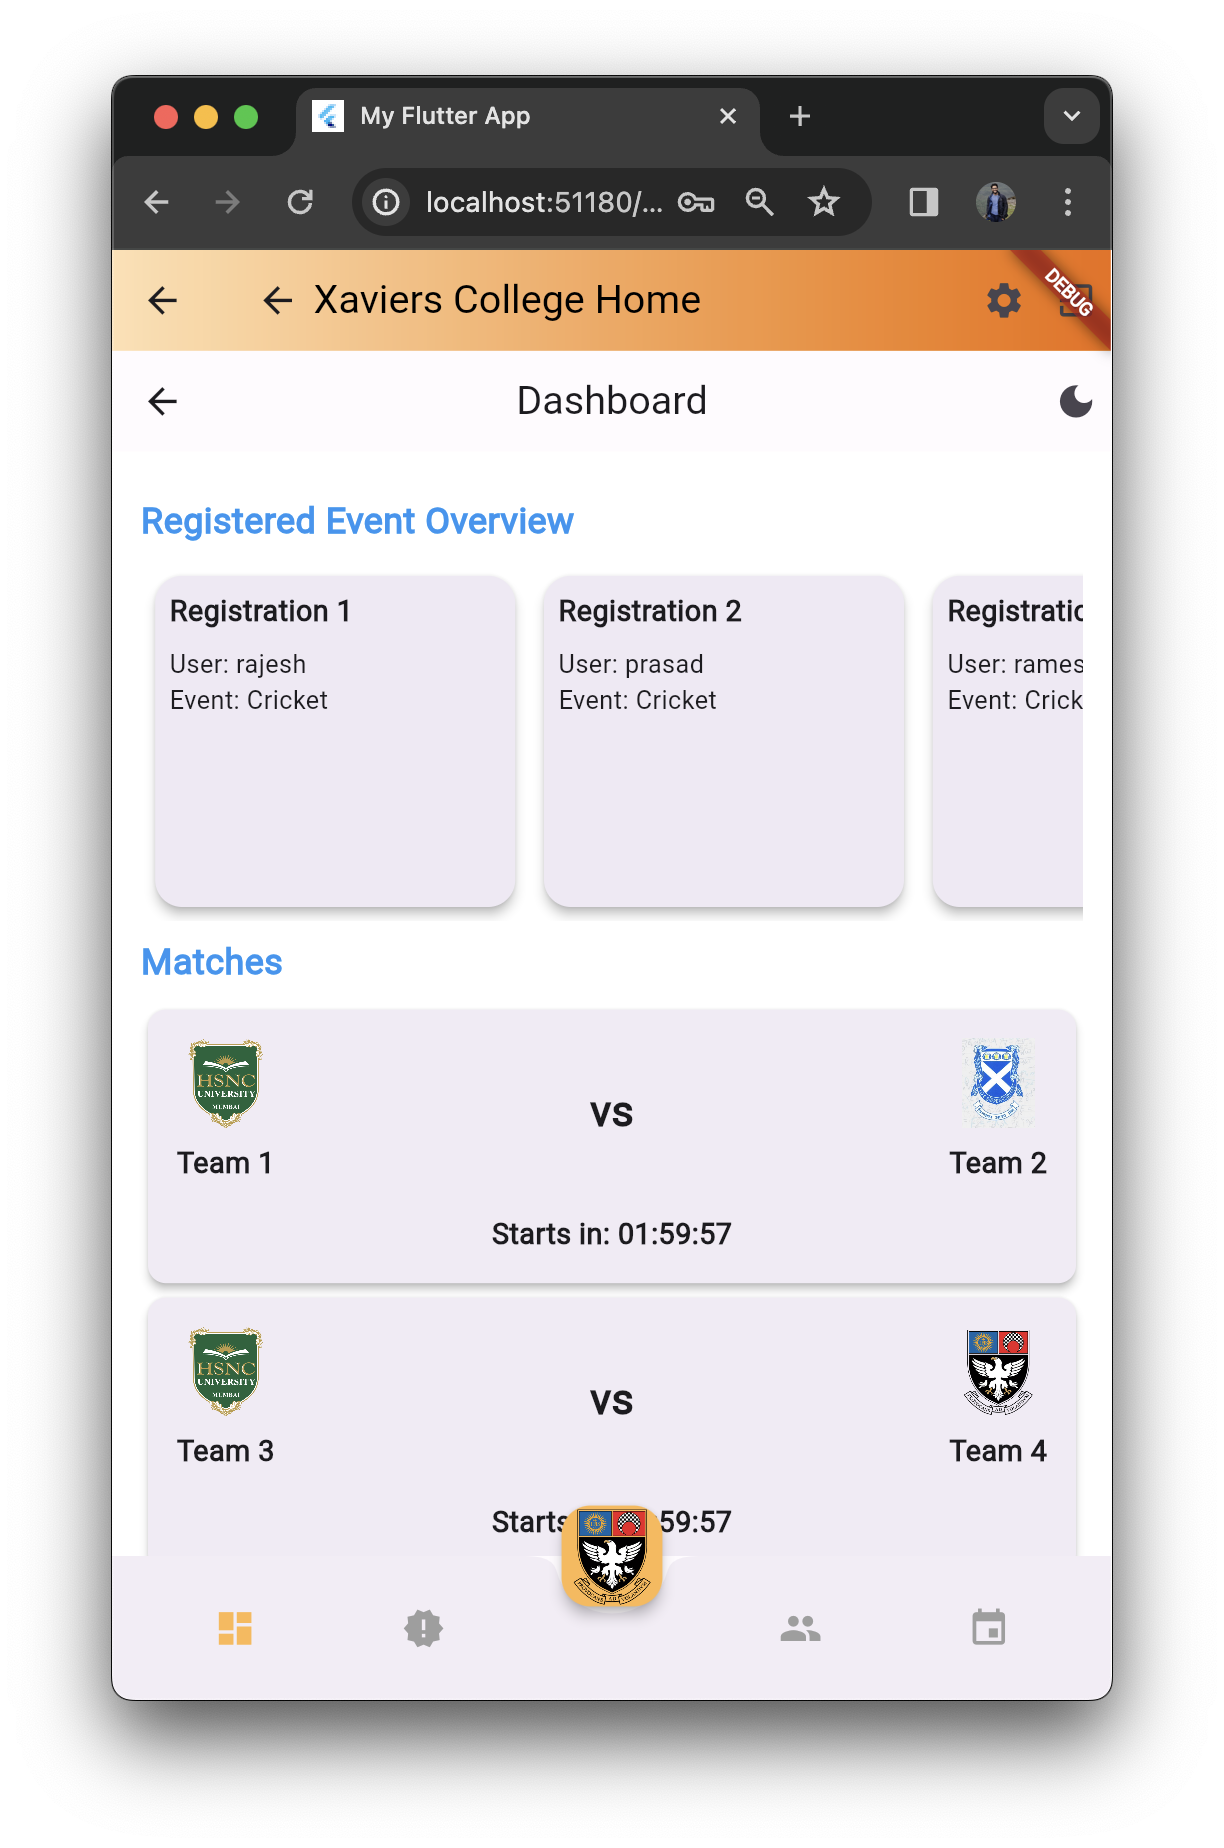 My Flutter App
localhost:51180/...
Xaviers College Home
DEBUG
Dashboard
Registered Event Overview
Registration 1
User: rajesh
Event: Cricket
Registration 2
User: prasad
Event: Cricket
Registratic
User: rames
Event: Crick
Matches
HSNC
UNIVERSITY
MUMBAI
Team 1
vs
Team 2
Starts in: 01:59:57
HSNC
UNIVERSITY
MUMBAI
Team 3
vs
Team 4
Starts 59:57